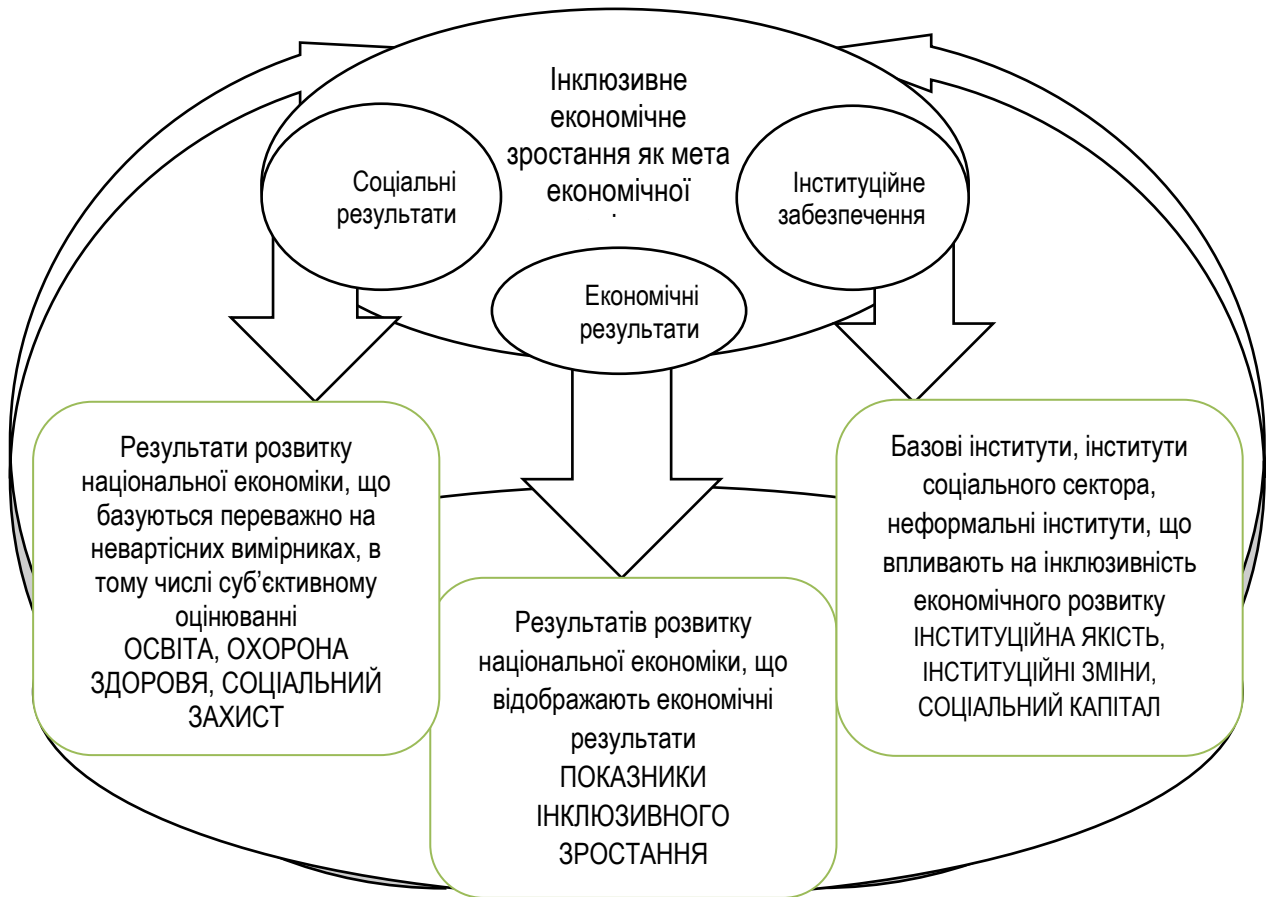 Інклюзивне
економічне
зростання як мета
економічної
Соціальні
результати
Інституційне
забезпечення
Економічні
результати
Результати розвитку
національної економіки, що
базуються переважно на
невартісних вимірниках, в
тому числі суб’єктивному
оцінюванні
ОСВІТА, ОХОРОНА
ЗДОРОВЯ, СОЦІАЛЬНИЙ
ЗАХИСТ
Результатів розвитку
національної економіки, що
відображають економічні
результати
ПОКАЗНИКИ
ІНКЛЮЗИВНОГО
ЗРОСТАННЯ
Базові інститути, інститути
соціального сектора,
неформальні інститути, що
впливають на інклюзивність
економічного розвитку
ІНСТИТУЦІЙНА ЯКІСТЬ,
ІНСТИТУЦІЙНІ ЗМІНИ,
СОЦІАЛЬНИЙ КАПІТАЛ